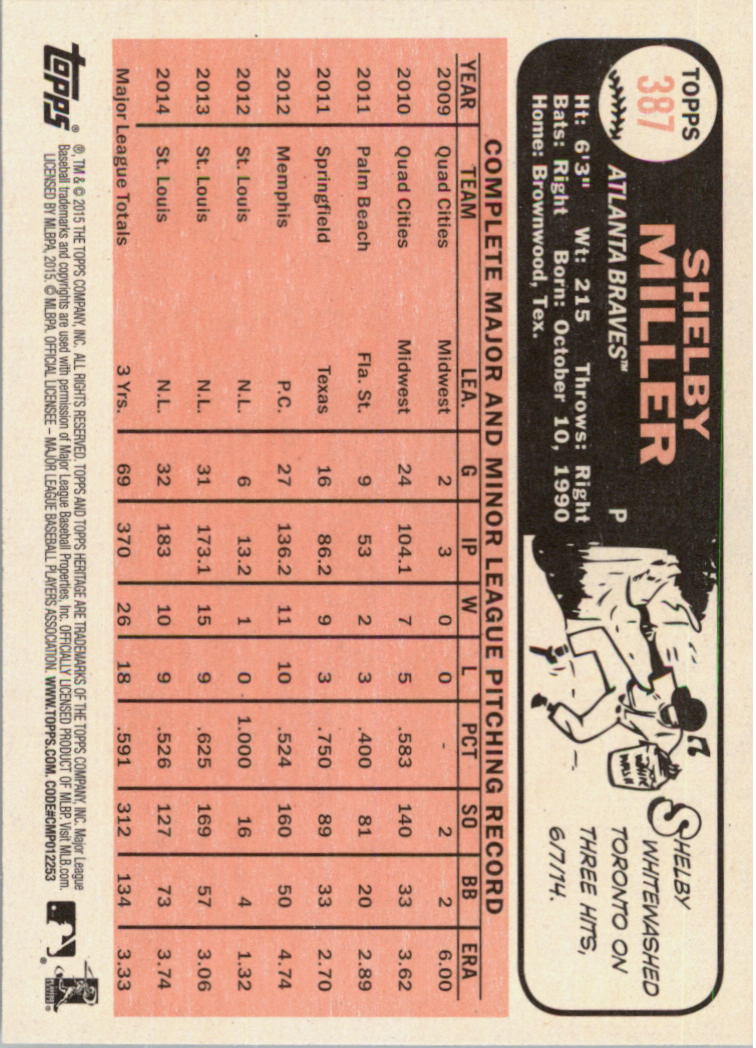 TOPPS
387
SHELBY
MILLER
ATLANTA BRAVES™ P
Ht: 6'3" Wt: 215 Throws: Right
Bats: Right Born: October 10, 1990
Home: Brownwood, Tex.
SHELBY
WHITEWASHED
TORONTO ON
THREE HITS,
6/7/14.
COMPLETE MAJOR AND MINOR LEAGUE PITCHING RECORD
YEAR TEAM LEA. G IP W L PCT SO BB ERA
2009 Quad Cities Midwest 2 3 0 0 - 2 2 6.00
2010 Quad Cities Midwest 24 104.1 7 5 .583 140 33 3.62
2011 Palm Beach Fla. St. 9 53 2 3 .400 81 20 2.89
2011 Springfield Texas 16 86.2 9 3 .750 89 33 2.70
2012 Memphis P.C. 27 136.2 11 10 .524 160 50 4.74
2012 St. Louis N.L. 6 13.2 1 0 1.000 16 4 1.32
2013 St. Louis N.L. 31 173.1 15 9 .625 169 57 3.06
2014 St. Louis N.L. 32 183 10 9 .526 127 73 3.74
Major League Totals 3 Yrs. 69 370 26 18 .591 312 134 3.33
topps®
®, TM & © 2015 THE TOPPS COMPANY, INC. ALL RIGHTS RESERVED. TOPPS AND TOPPS HERITAGE ARE TRADEMARKS OF THE TOPPS COMPANY, INC. Major League
Baseball trademarks and copyrights are used with permission of Major League Baseball Properties, Inc. OFFICIALLY LICENSED PRODUCT OF MLBP. Visit MLB.com.
LICENSED BY MLBPA, 2015. © MLBPA. OFFICIAL LICENSEE – MAJOR LEAGUE BASEBALL PLAYERS ASSOCIATION. WWW.TOPPS.COM. CODE#CMP012253